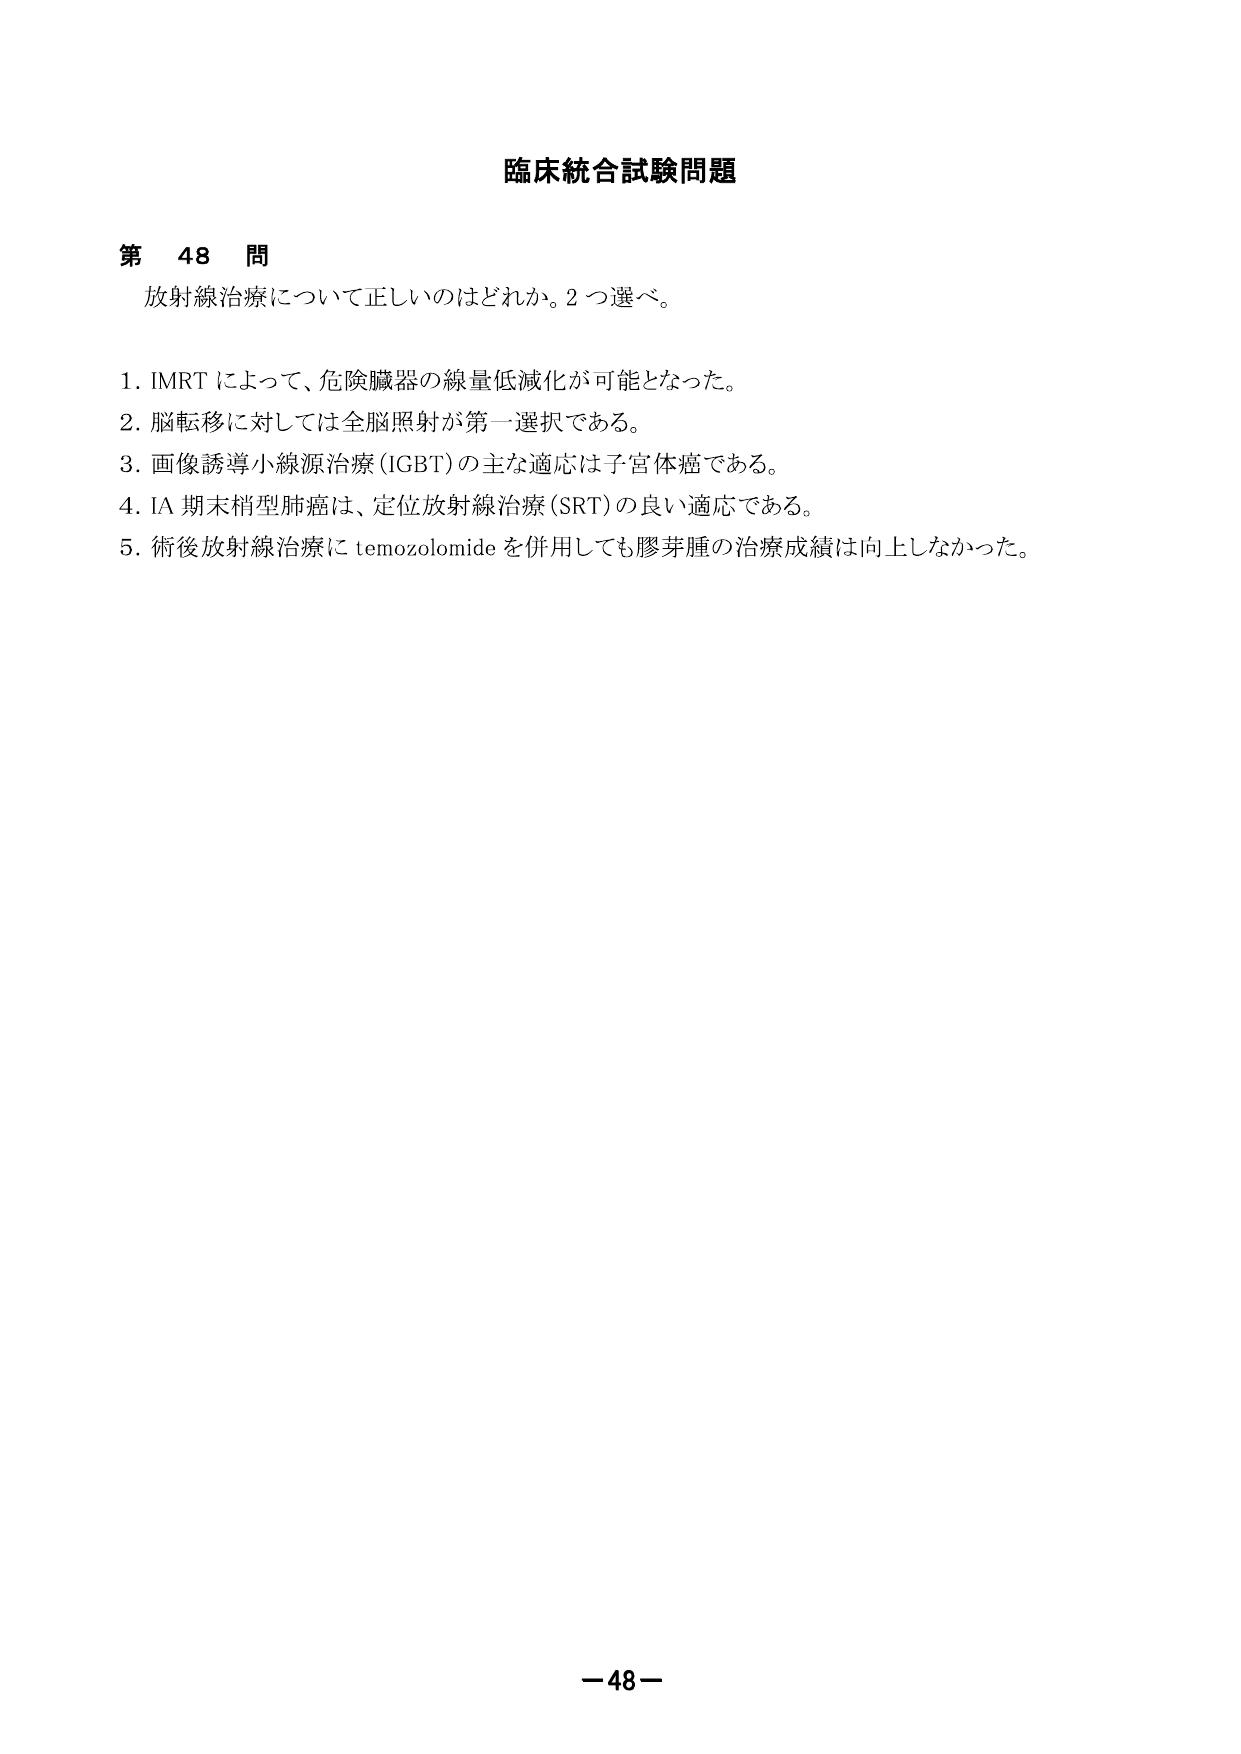 臨床統合試験問題
第 48 問
放射線治療について正しいのはどれか。2 つ選べ。
1. IMRT によって、危険臓器の線量低減化が可能となった。
2. 脳転移に対しては全脳照射が第一選択である。
3. 画像誘導小線源治療(IGBT)の主な適応は子宮体癌である。
4. IA 期末梢型肺癌は、定位放射線治療(SRT)の良い適応である。
5. 術後放射線治療に temozolomide を併用しても膠芽腫の治療成績は向上しなかった。
－48－